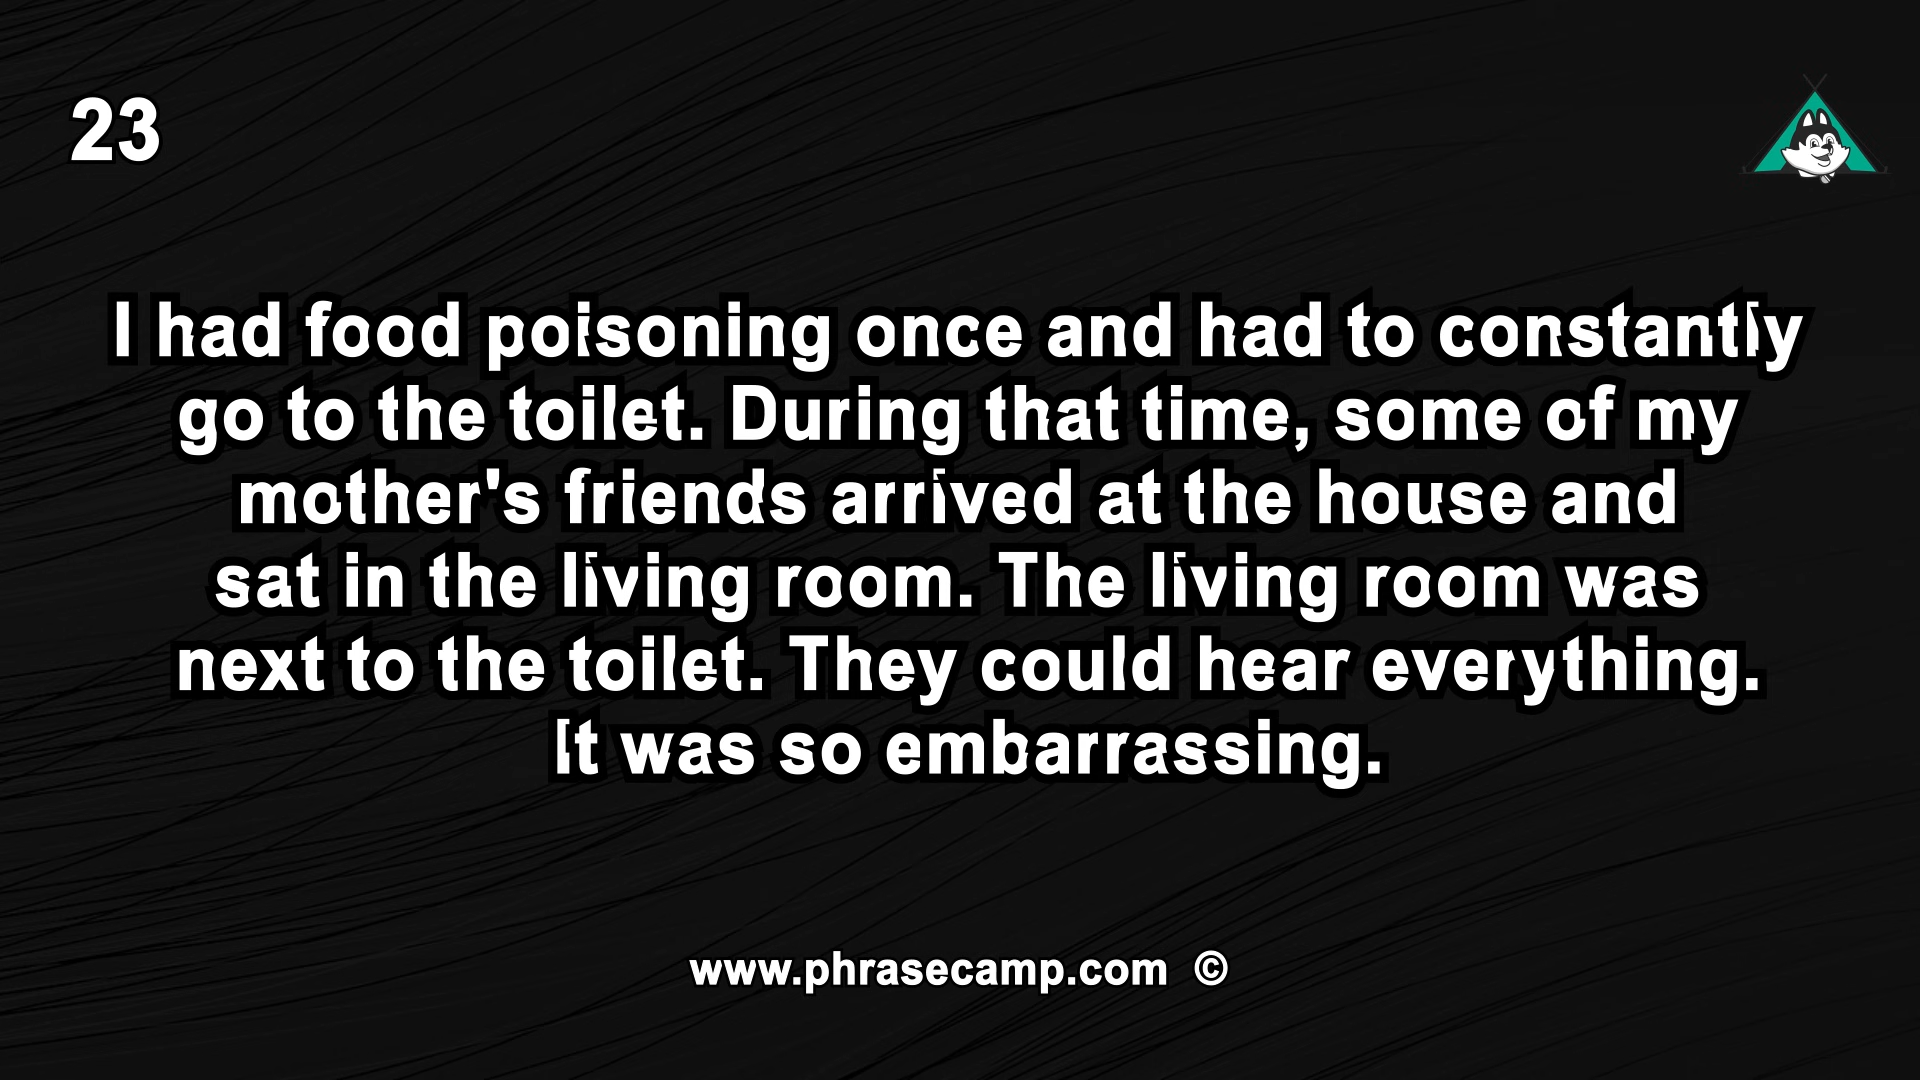 23
I had food poisoning once and had to constantly
go to the toilet. During that time, some of my
mother's friends arrived at the house and
sat in the living room. The living room was
next to the toilet. They could hear everything.
It was so embarrassing.
www.phrasecamp.com ©